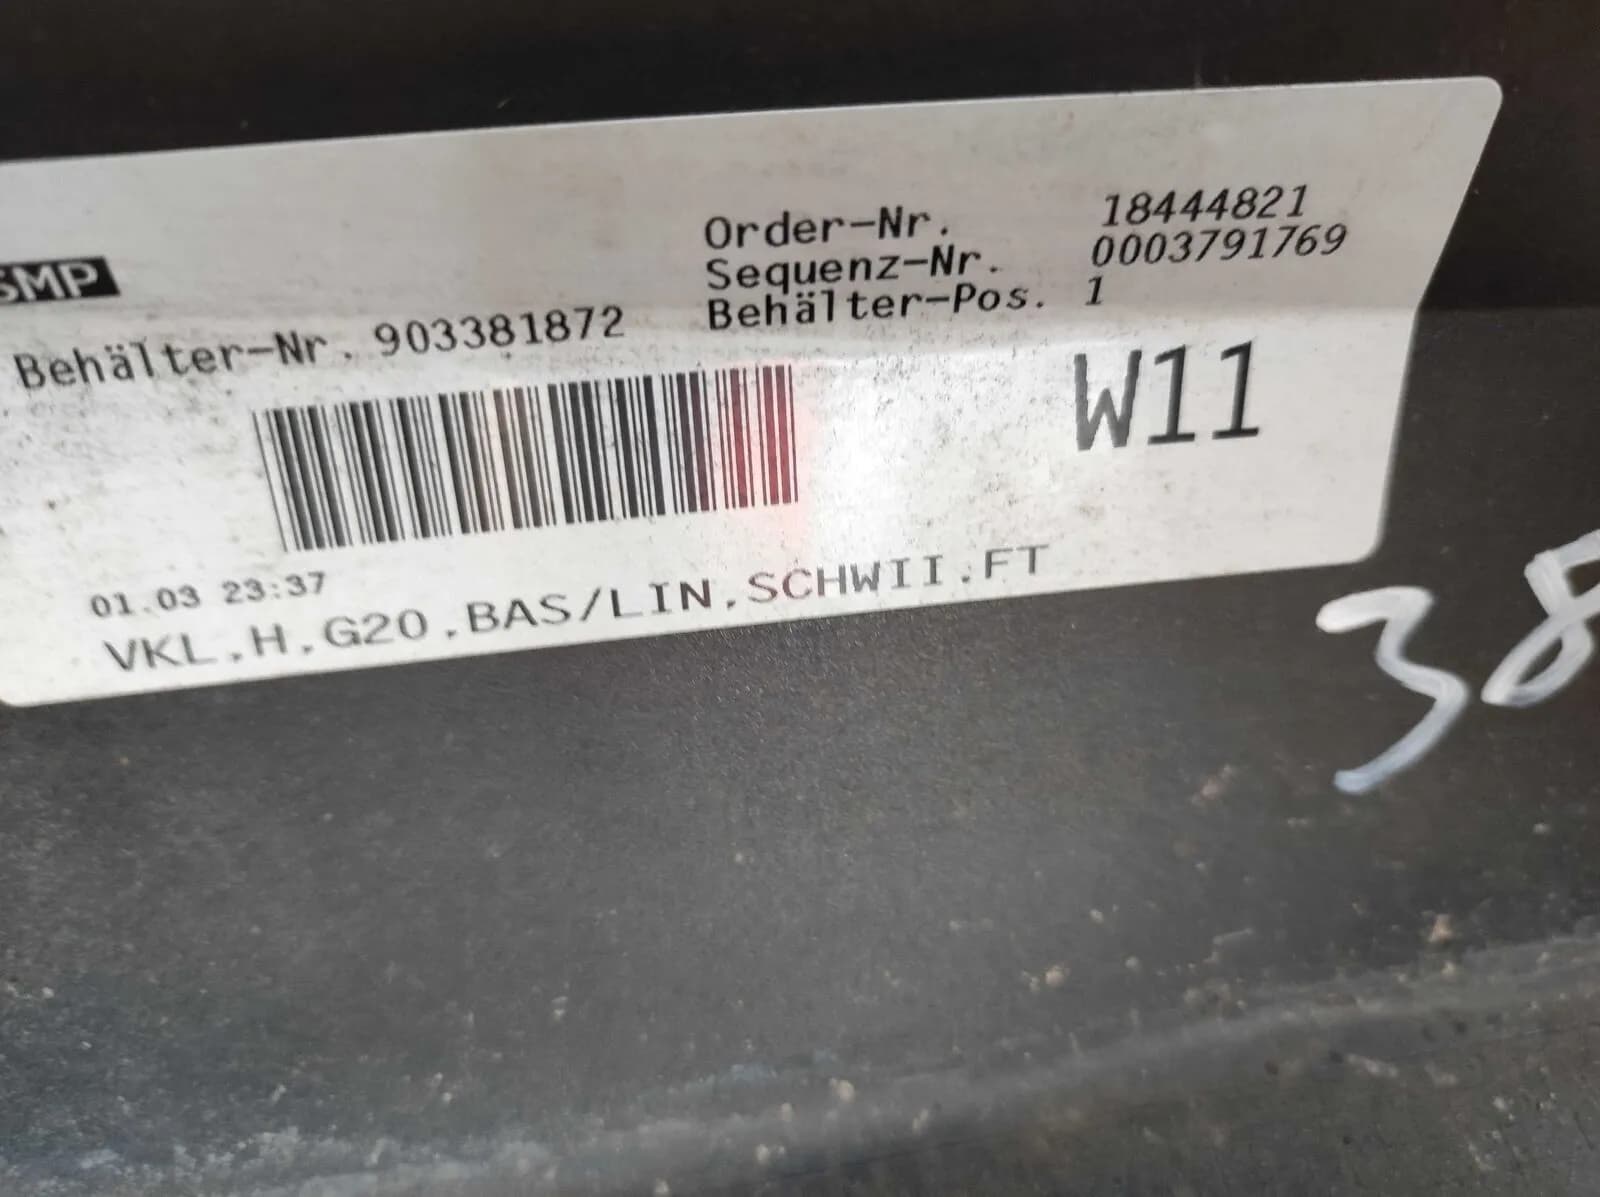 SMP
Order-Nr. 18444821
Sequenz-Nr. 0003791769
Behälter-Pos. 1
Behälter-Nr. 903381872
W11
01.03 23:37
VKL.H.G20.BAS/LIN.SCHWII.FT
38